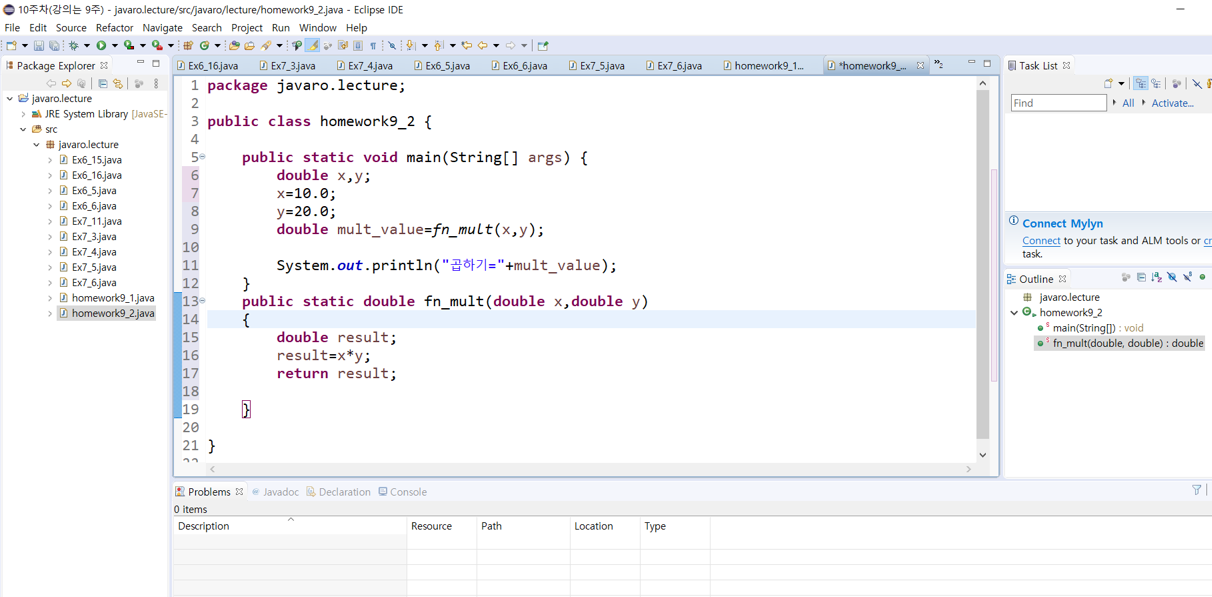 10주차(강의는 9주) - javaro.lecture/src/javaro/lecture/homework9_2.java - Eclipse IDE
File Edit Source Refactor Navigate Search Project Run Window Help
Package Explorer
javaro.lecture
JRE System Library [JavaSE-
src
javaro.lecture
Ex6_15.java
Ex6_16.java
Ex6_5.java
Ex6_6.java
Ex7_11.java
Ex7_3.java
Ex7_4.java
Ex7_5.java
Ex7_6.java
homework9_1.java
homework9_2.java
Ex6_16.java Ex7_3.java Ex7_4.java Ex6_5.java Ex6_6.java Ex7_5.java Ex7_6.java homework9_1... *homework9_... »2
1 package javaro.lecture;
2
3 public class homework9_2 {
4
5 public static void main(String[] args) {
6 double x,y;
7 x=10.0;
8 y=20.0;
9 double mult_value=fn_mult(x,y);
10
11 System.out.println("곱하기="+mult_value);
12 }
13 public static double fn_mult(double x,double y)
14 {
15 double result;
16 result=x*y;
17 return result;
18
19 }
20
21 }
Task List
Find All Activate...
Connect Mylyn
Connect to your task and ALM tools or cr
task.
Outline
javaro.lecture
homework9_2
main(String[]) : void
fn_mult(double, double) : double
Problems Javadoc Declaration Console
0 items
Description Resource Path Location Type